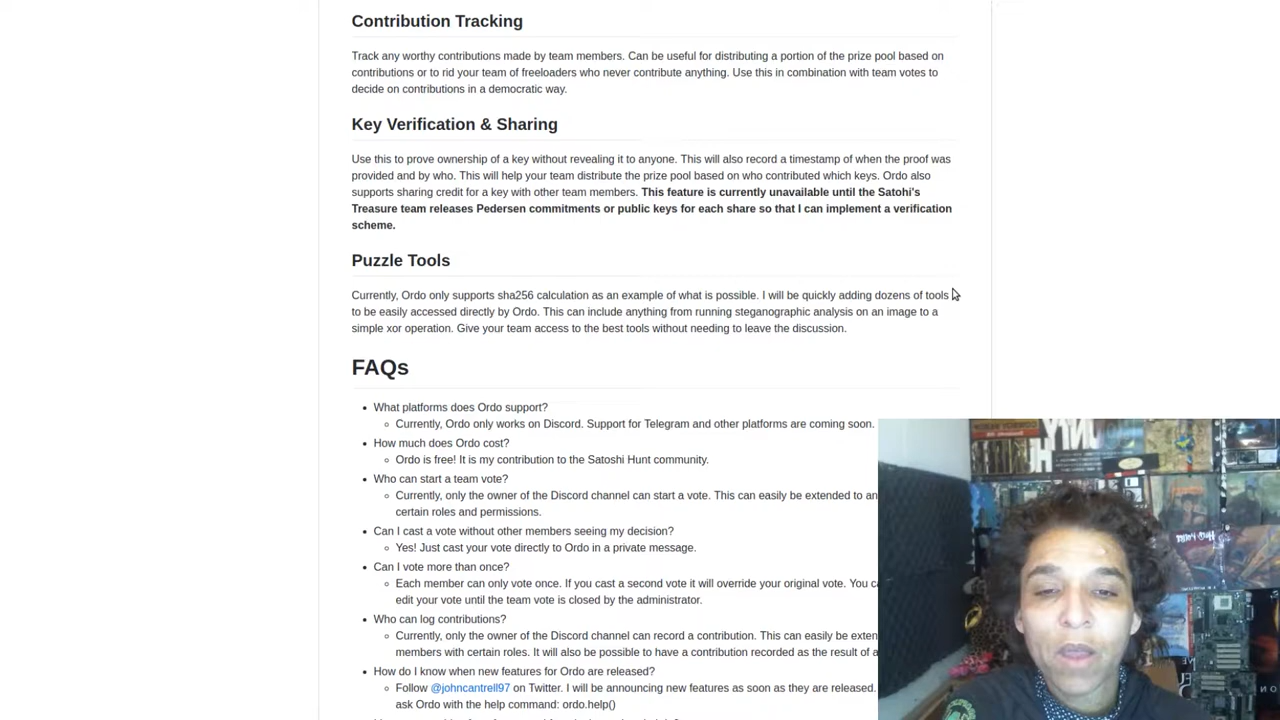 Contribution Tracking
Track any worthy contributions made by team members. Can be useful for distributing a portion of the prize pool based on
contributions or to rid your team of freeloaders who never contribute anything. Use this in combination with team votes to
decide on contributions in a democratic way.
Key Verification & Sharing
Use this to prove ownership of a key without revealing it to anyone. This will also record a timestamp of when the proof was
provided and by who. This will help your team distribute the prize pool based on who contributed which keys. Ordo also
supports sharing credit for a key with other team members. This feature is currently unavailable until the Satohi's
Treasure team releases Pedersen commitments or public keys for each share so that I can implement a verification
scheme.
Puzzle Tools
Currently, Ordo only supports sha256 calculation as an example of what is possible. I will be quickly adding dozens of tools
to be easily accessed directly by Ordo. This can include anything from running steganographic analysis on an image to a
simple xor operation. Give your team access to the best tools without needing to leave the discussion.
FAQs
What platforms does Ordo support?
Currently, Ordo only works on Discord. Support for Telegram and other platforms are coming soon.
How much does Ordo cost?
Ordo is free! It is my contribution to the Satoshi Hunt community.
Who can start a team vote?
Currently, only the owner of the Discord channel can start a vote. This can easily be extended to
certain roles and permissions.
Can I cast a vote without other members seeing my decision?
Yes! Just cast your vote directly to Ordo in a private message.
Can I vote more than once?
Each member can only vote once. If you cast a second vote it will override your original vote. You
edit your vote until the team vote is closed by the administrator.
Who can log contributions?
Currently, only the owner of the Discord channel can record a contribution. This can easily be
members with certain roles. It will also be possible to have a contribution recorded as the result of a
How do I know when new features for Ordo are released?
Follow @johncantrell97 on Twitter. I will be announcing new features as soon as they are released.
ask Ordo with the help command: ordo.help()